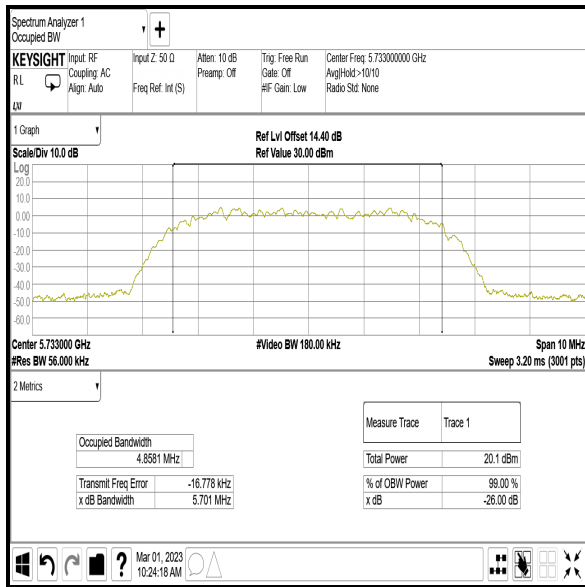 Spectrum Analyzer 1
Occupied BW
KEYSIGHT
RL
LXI
Input: RF
Coupling: AC
Align: Auto
Input Z: 50 Ω
Freq Ref: Int (S)
Atten: 10 dB
Preamp: Off
Trig: Free Run
Gate: Off
#IF Gain: Low
Center Freq: 5.733000000 GHz
Avg|Hold:>10/10
Radio Std: None
1 Graph
Scale/Div 10.0 dB
Ref Lvl Offset 14.40 dB
Ref Value 30.00 dBm
Log
20.0
10.0
0.00
-10.0
-20.0
-30.0
-40.0
-50.0
-60.0
Center 5.733000 GHz
#Video BW 180.00 kHz
Span 10 MHz
#Res BW 56.000 kHz
Sweep 3.20 ms (3001 pts)
2 Metrics
Occupied Bandwidth
4.8581 MHz
Transmit Freq Error -16.778 kHz
x dB Bandwidth 5.701 MHz
Measure Trace Trace 1
Total Power 20.1 dBm
% of OBW Power 99.00 %
x dB -26.00 dB
?
Mar 01, 2023
10:24:18 AM